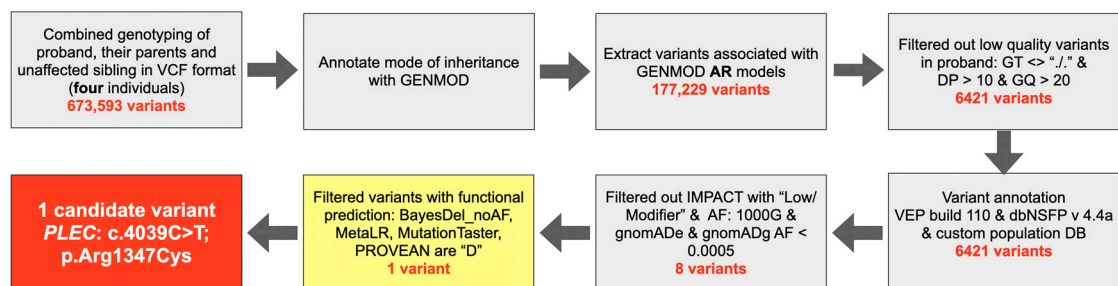 Combined genotyping of
proband, their parents and
unaffected sibling in VCF format
(four individuals)
673,593 variants
Annotate mode of inheritance
with GENMOD
Extract variants associated with
GENMOD AR models
177,229 variants
Filtered out low quality variants
in proband: GT <> "./." &
DP > 10 & GQ > 20
6421 variants
Variant annotation
VEP build 110 & dbNSFP v 4.4a
& custom population DB
6421 variants
Filtered out IMPACT with "Low/
Modifier" & AF: 1000G &
gnomADe & gnomADg AF <
0.0005
8 variants
Filtered variants with functional
prediction: BayesDel_noAF,
MetaLR, MutationTaster,
PROVEAN are "D"
1 variant
1 candidate variant
PLEC: c.4039C>T;
p.Arg1347Cys